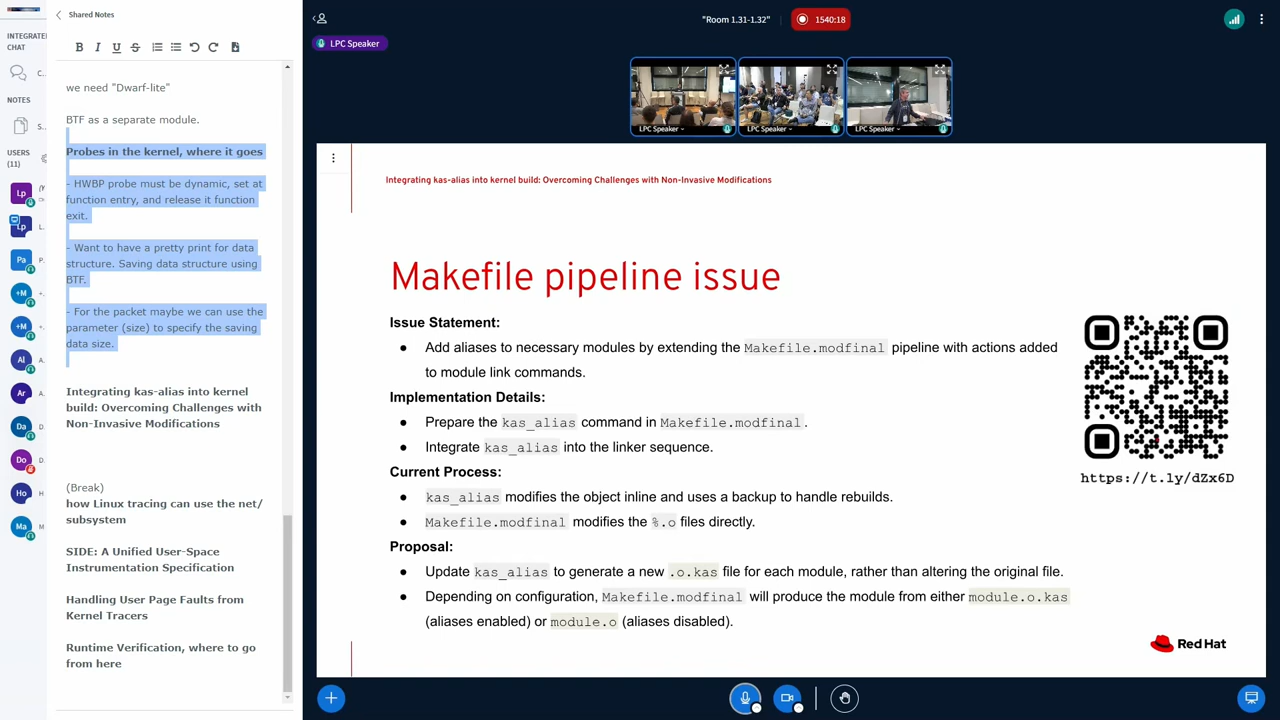 INTEGRATE
CHAT
C...
NOTES
S...
USERS
(11)
Lp
Lp
L..
Pa
P.
+M
+.
+M
+.
Al
Ar
Da
Do
Ho
Ma
Shared Notes
B I U S
we need "Dwarf-lite"
BTF as a separate module.
Probes in the kernel, where it goes
- HWBP probe must be dynamic, set at
function entry, and release it function
exit.
- Want to have a pretty print for data
structure. Saving data structure using
BTF.
- For the packet maybe we can use the
parameter (size) to specify the saving
data size.
Integrating kas-alias into kernel
build: Overcoming Challenges with
Non-Invasive Modifications
(Break)
how Linux tracing can use the net/
subsystem
SIDE: A Unified User-Space
Instrumentation Specification
Handling User Page Faults from
Kernel Tracers
Runtime Verification, where to go
from here
"Room 1.31-1.32"
1540:18
LPC Speaker
LPC Speaker
LPC Speaker
LPC Speaker
Integrating kas-alias into kernel build: Overcoming Challenges with Non-Invasive Modifications
Makefile pipeline issue
Issue Statement:
● Add aliases to necessary modules by extending the Makefile.modfinal pipeline with actions added
to module link commands.
Implementation Details:
● Prepare the kas_alias command in Makefile.modfinal.
● Integrate kas_alias into the linker sequence.
Current Process:
● kas_alias modifies the object inline and uses a backup to handle rebuilds.
● Makefile.modfinal modifies the %.o files directly.
Proposal:
● Update kas_alias to generate a new .o.kas file for each module, rather than altering the original file.
● Depending on configuration, Makefile.modfinal will produce the module from either module.o.kas
(aliases enabled) or module.o (aliases disabled).
https://t.ly/dZx6D
Red Hat